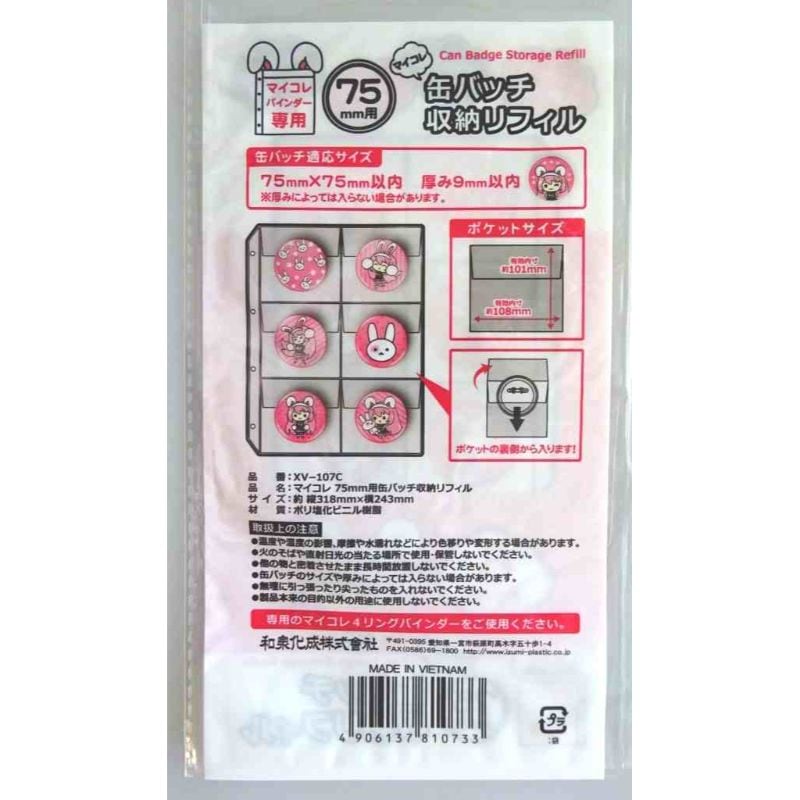 マイコレ
バインダー
専用
75
mm用
マイコレ
Can Badge Storage Refill
缶バッチ
収納リフィル
缶バッチ適応サイズ
75mm×75mm以内 厚み9mm以内
※厚みによっては入らない場合があります。
ポケットサイズ
有効内寸
約101mm
有効内寸
約108mm
ポケットの裏側から入ります!
品番:XV-107C
品名:マイコレ 75mm用缶バッチ収納リフィル
サイズ:約 縦318mm×横243mm
材質:ポリ塩化ビニル樹脂
取扱上の注意
●温度や湿度の影響、摩擦や水濡れなどにより色移りや変形する場合があります。
●火のそばや直射日光の当たる場所で使用・保管しないでください。
●他の物と密着させたまま長時間放置しないでください。
●缶バッチのサイズや厚みによっては入らない場合があります。
●無理に引っ張ったり尖ったものを入れないでください。
●製品本来の目的以外の用途に使用しないでください。
専用のマイコレ4リングバインダーをご使用ください。
和泉化成株式會社
〒491-0395 愛知県一宮市萩原町高木字五十歩1-4
FAX(0586)69-1800 http://www.izumi-plastic.co.jp
MADE IN VIETNAM
4 906137 810733
プラ
:袋